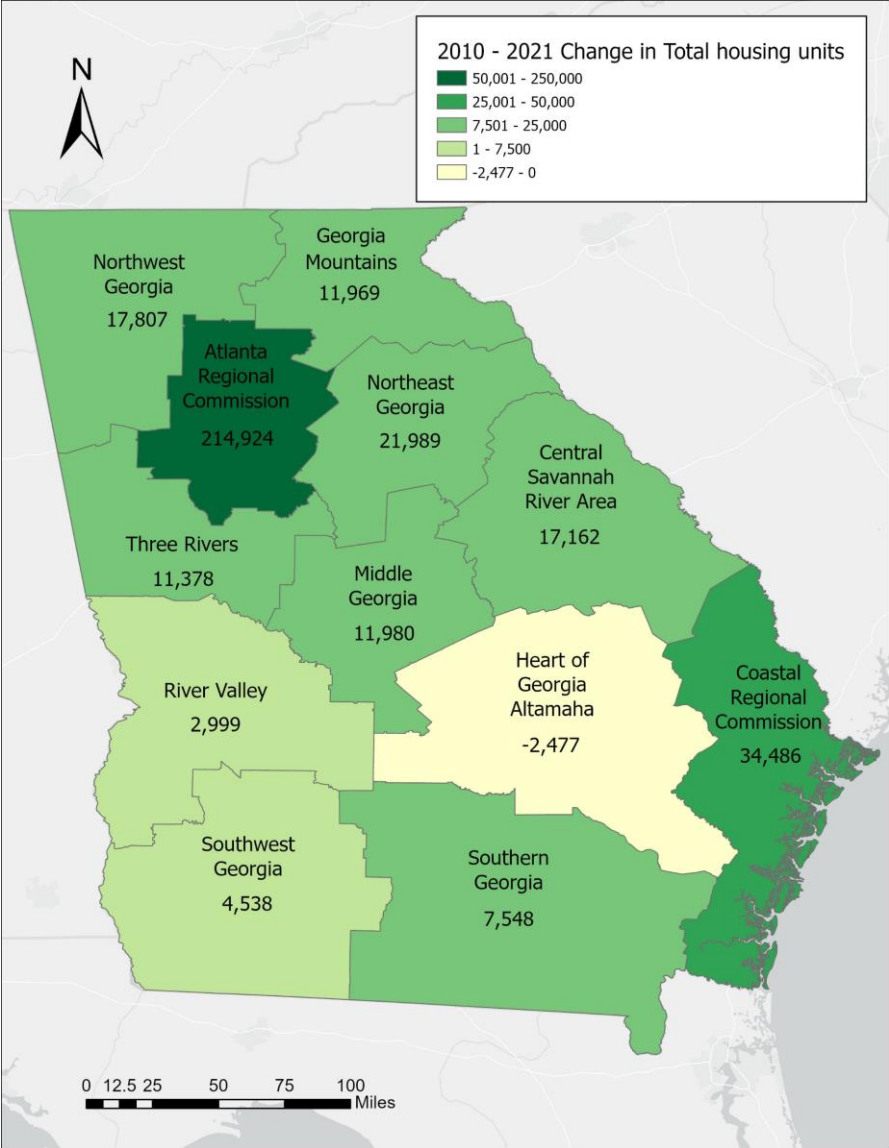 2010 - 2021 Change in Total housing units
50,001 - 250,000
25,001 - 50,000
7,501 - 25,000
1 - 7,500
-2,477 - 0
N
Northwest
Georgia
17,807
Georgia
Mountains
11,969
Atlanta
Regional
Commission
214,924
Northeast
Georgia
21,989
Central
Savannah
River Area
17,162
Three Rivers
11,378
Middle
Georgia
11,980
River Valley
2,999
Heart of
Georgia
Altamaha
-2,477
Coastal
Regional
Commission
34,486
Southwest
Georgia
4,538
Southern
Georgia
7,548
0 12.5 25 50 75 100
Miles